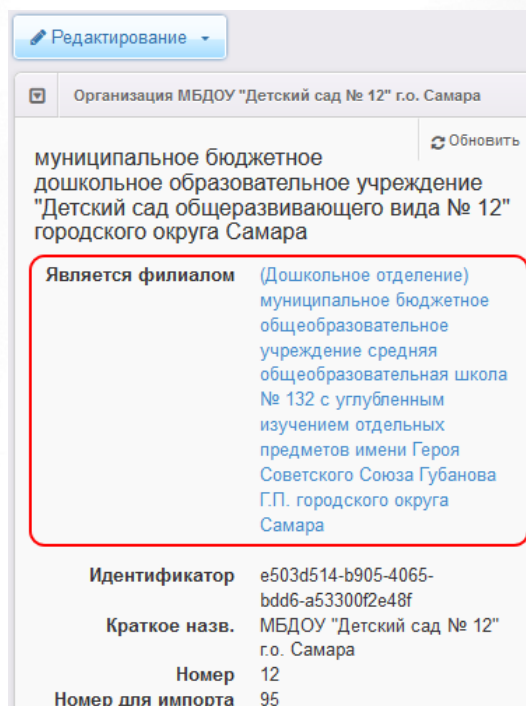 Редактирование
Организация МБДОУ "Детский сад № 12" г.о. Самара
Обновить
муниципальное бюджетное
дошкольное образовательное учреждение
"Детский сад общеразвивающего вида № 12"
городского округа Самара
Является филиалом (Дошкольное отделение)
муниципальное бюджетное
общеобразовательное
учреждение средняя
общеобразовательная школа
№ 132 с углубленным
изучением отдельных
предметов имени Героя
Советского Союза Губанова
Г.П. городского округа
Самара
Идентификатор e503d514-b905-4065-
bdd6-a53300f2e48f
Краткое назв. МБДОУ "Детский сад № 12"
г.о. Самара
Номер 12
Номер для импорта 95